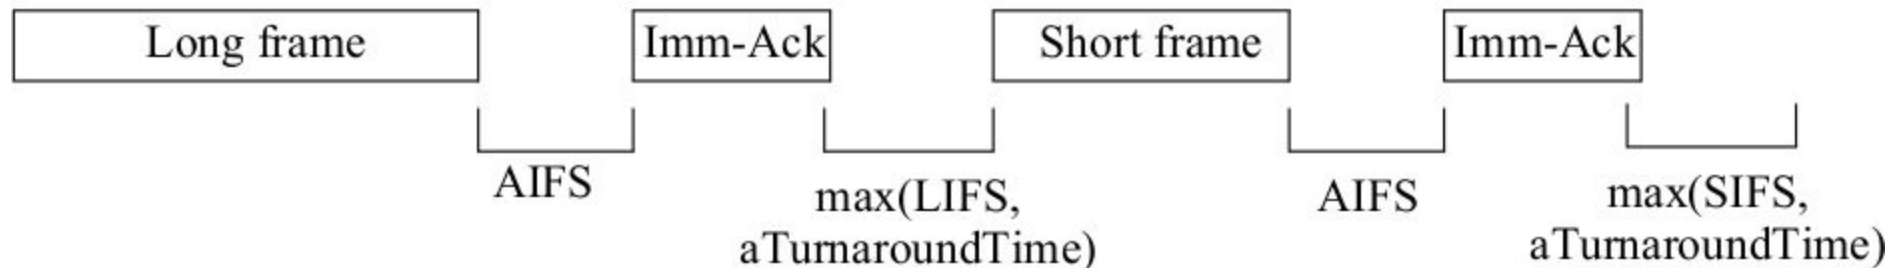 Long frame
Imm-Ack
Short frame
Imm-Ack
AIFS
max(LIFS,
aTurnaroundTime)
AIFS
max(SIFS,
aTurnaroundTime)